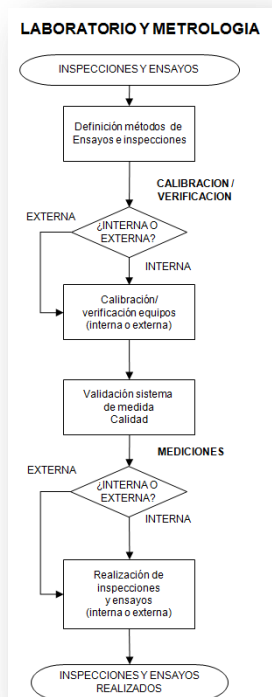 LABORATORIO Y METROLOGIA
INSPECCIONES Y ENSAYOS
Definición métodos de
Ensayos e inspecciones
CALIBRACION /
VERIFICACION
EXTERNA
¿INTERNA O
EXTERNA?
INTERNA
Calibración/
verificación equipos
(interna o externa)
Validación sistema
de medida
Calidad
MEDICIONES
EXTERNA
¿INTERNA O
EXTERNA?
INTERNA
Realización de
inspecciones
y ensayos
(interna o externa)
INSPECCIONES Y ENSAYOS
REALIZADOS